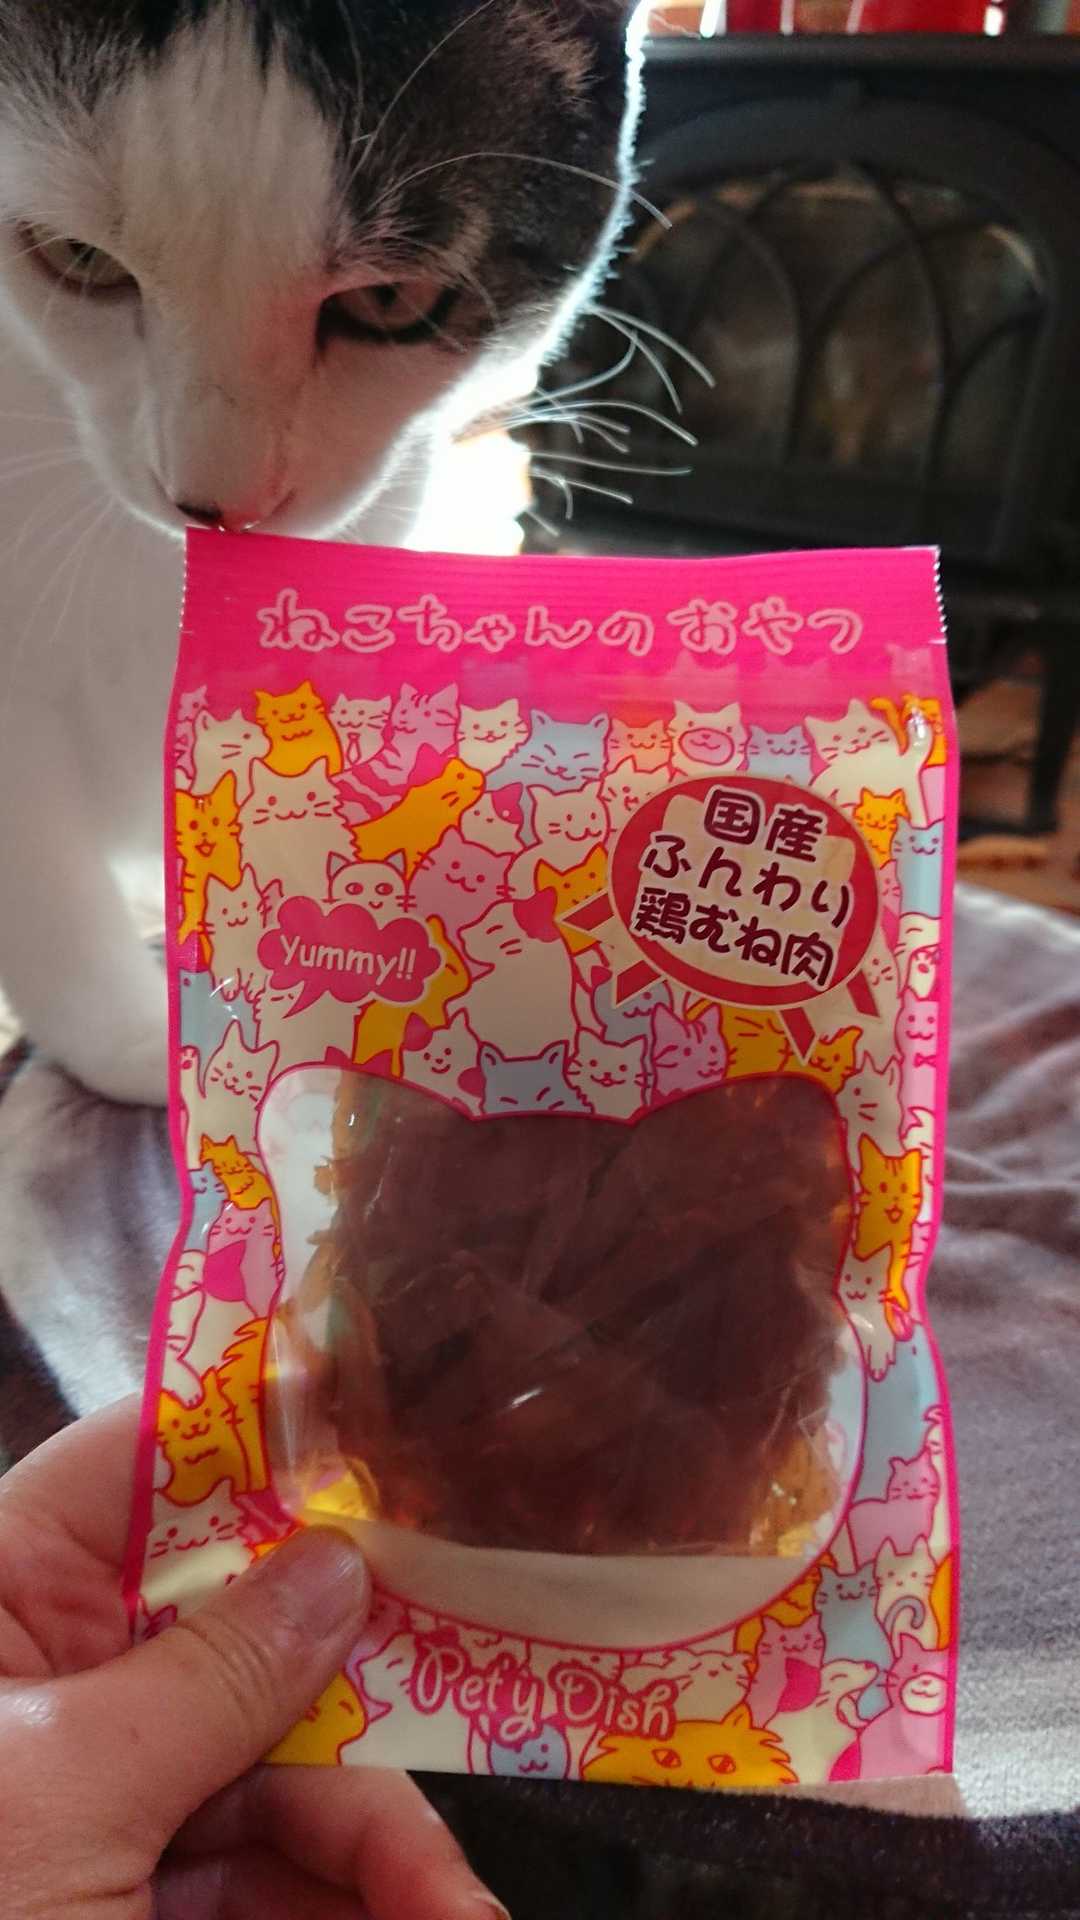 ねこちゃんのおやつ
国産
ふんわり
鶏むね肉
yummy!!
Pet'y Dish